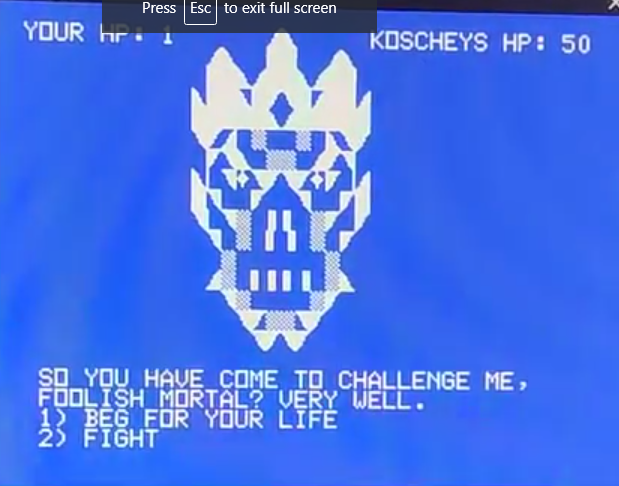 Press Esc to exit full screen
YOUR HP: 1
KOSCHEYS HP: 50
SO YOU HAVE COME TO CHALLENGE ME,
FOOLISH MORTAL? VERY WELL.
1) BEG FOR YOUR LIFE
2) FIGHT